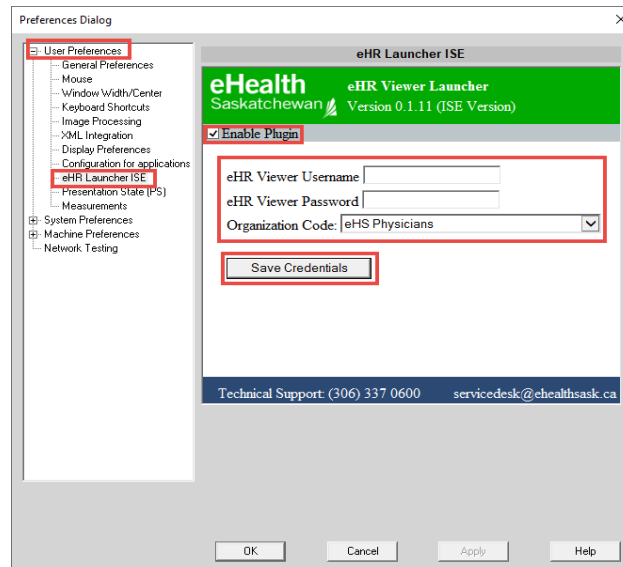 Preferences Dialog
User Preferences
General Preferences
Mouse
Window Width/Center
Keyboard Shortcuts
Image Processing
XML Integration
Display Preferences
Configuration for applications
eHR Launcher ISE
Presentation State (PS)
Measurements
System Preferences
Machine Preferences
Network Testing
eHR Launcher ISE
eHealth
Saskatchewan
eHR Viewer Launcher
Version 0.1.11 (ISE Version)
Enable Plugin
eHR Viewer Username
eHR Viewer Password
Organization Code: eHS Physicians
Save Credentials
Technical Support: (306) 337 0600 servicedesk@ehealthsask.ca
OK Cancel Apply Help